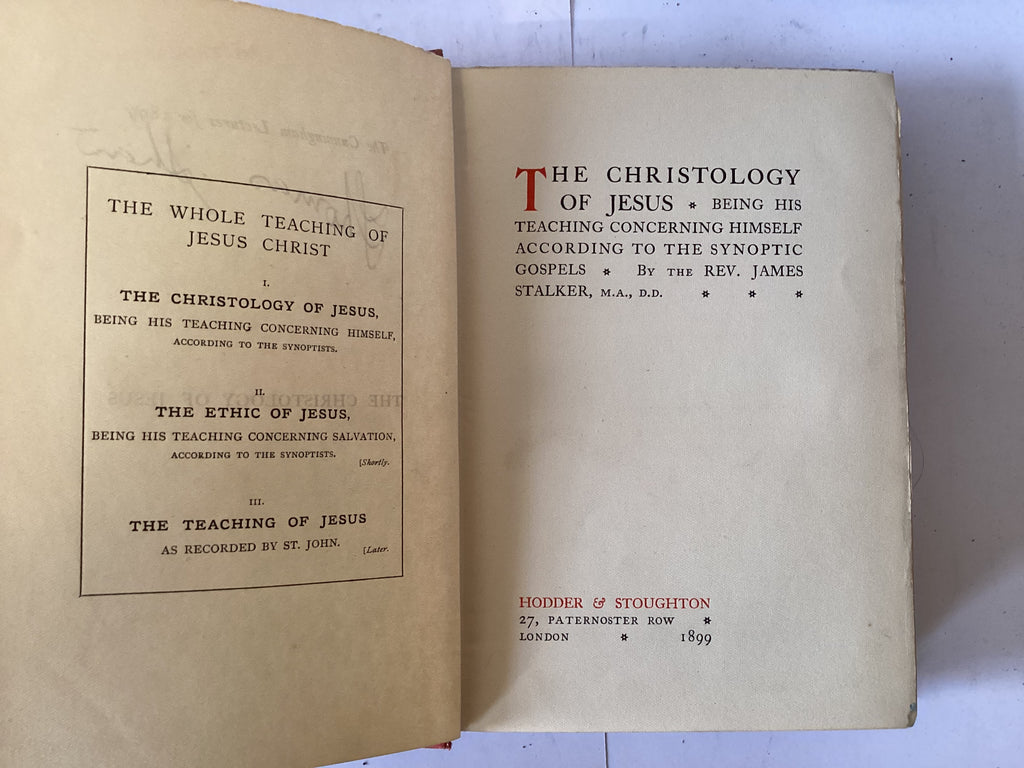 THE WHOLE TEACHING OF
JESUS CHRIST
I.
THE CHRISTOLOGY OF JESUS,
BEING HIS TEACHING CONCERNING HIMSELF,
ACCORDING TO THE SYNOPTISTS.
II.
THE ETHIC OF JESUS,
BEING HIS TEACHING CONCERNING SALVATION,
ACCORDING TO THE SYNOPTISTS.
[Shortly.
III.
THE TEACHING OF JESUS
AS RECORDED BY ST. JOHN.
[Later.
THE CHRISTOLOGY
OF JESUS * BEING HIS
TEACHING CONCERNING HIMSELF
ACCORDING TO THE SYNOPTIC
GOSPELS * BY THE REV. JAMES
STALKER, M.A., D.D. * * *
HODDER & STOUGHTON
27, PATERNOSTER ROW *
LONDON * 1899